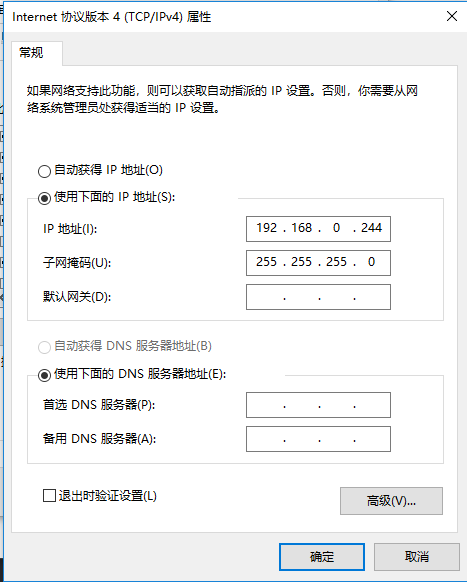 Internet 协议版本 4 (TCP/IPv4) 属性
常规
如果网络支持此功能，则可以获取自动指派的 IP 设置。否则，你需要从网
络系统管理员处获得适当的 IP 设置。
自动获得 IP 地址(O)
使用下面的 IP 地址(S):
IP 地址(I):
192 . 168 . 0 . 244
子网掩码(U):
255 . 255 . 255 . 0
默认网关(D):
. . .
自动获得 DNS 服务器地址(B)
使用下面的 DNS 服务器地址(E):
首选 DNS 服务器(P):
. . .
备用 DNS 服务器(A):
. . .
退出时验证设置(L)
高级(V)...
确定
取消